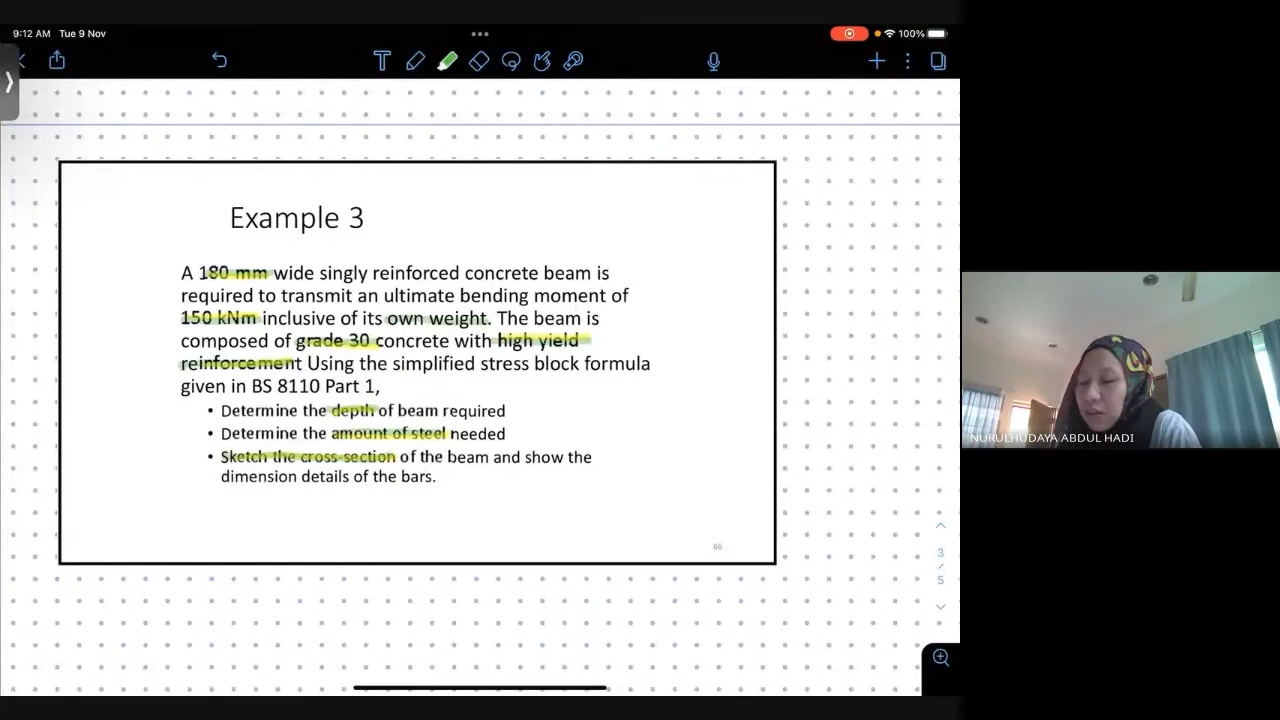 9:12 AM Tue 9 Nov
100%
T
Example 3
A 180 mm wide singly reinforced concrete beam is
required to transmit an ultimate bending moment of
150 kNm inclusive of its own weight. The beam is
composed of grade 30 concrete with high yield
reinforcement Using the simplified stress block formula
given in BS 8110 Part 1,
• Determine the depth of beam required
• Determine the amount of steel needed
• Sketch the cross-section of the beam and show the
dimension details of the bars.
66
3
/
5
NURULHUDAYA ABDUL HADI